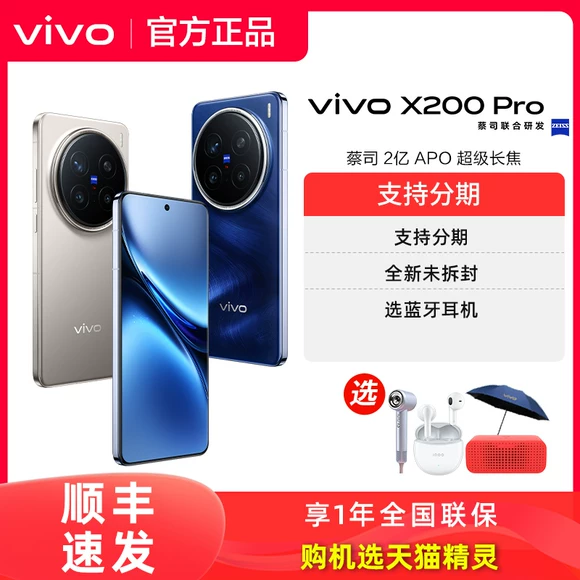 vivo 官方正品
vivo X200 Pro
蔡司联合研发 ZEISS
蔡司 2亿 APO 超级长焦
支持分期
支持分期
全新未拆封
选蓝牙耳机
vivo
vivo
选
vivo
顺丰
速发
享1年全国联保
购机选天猫精灵